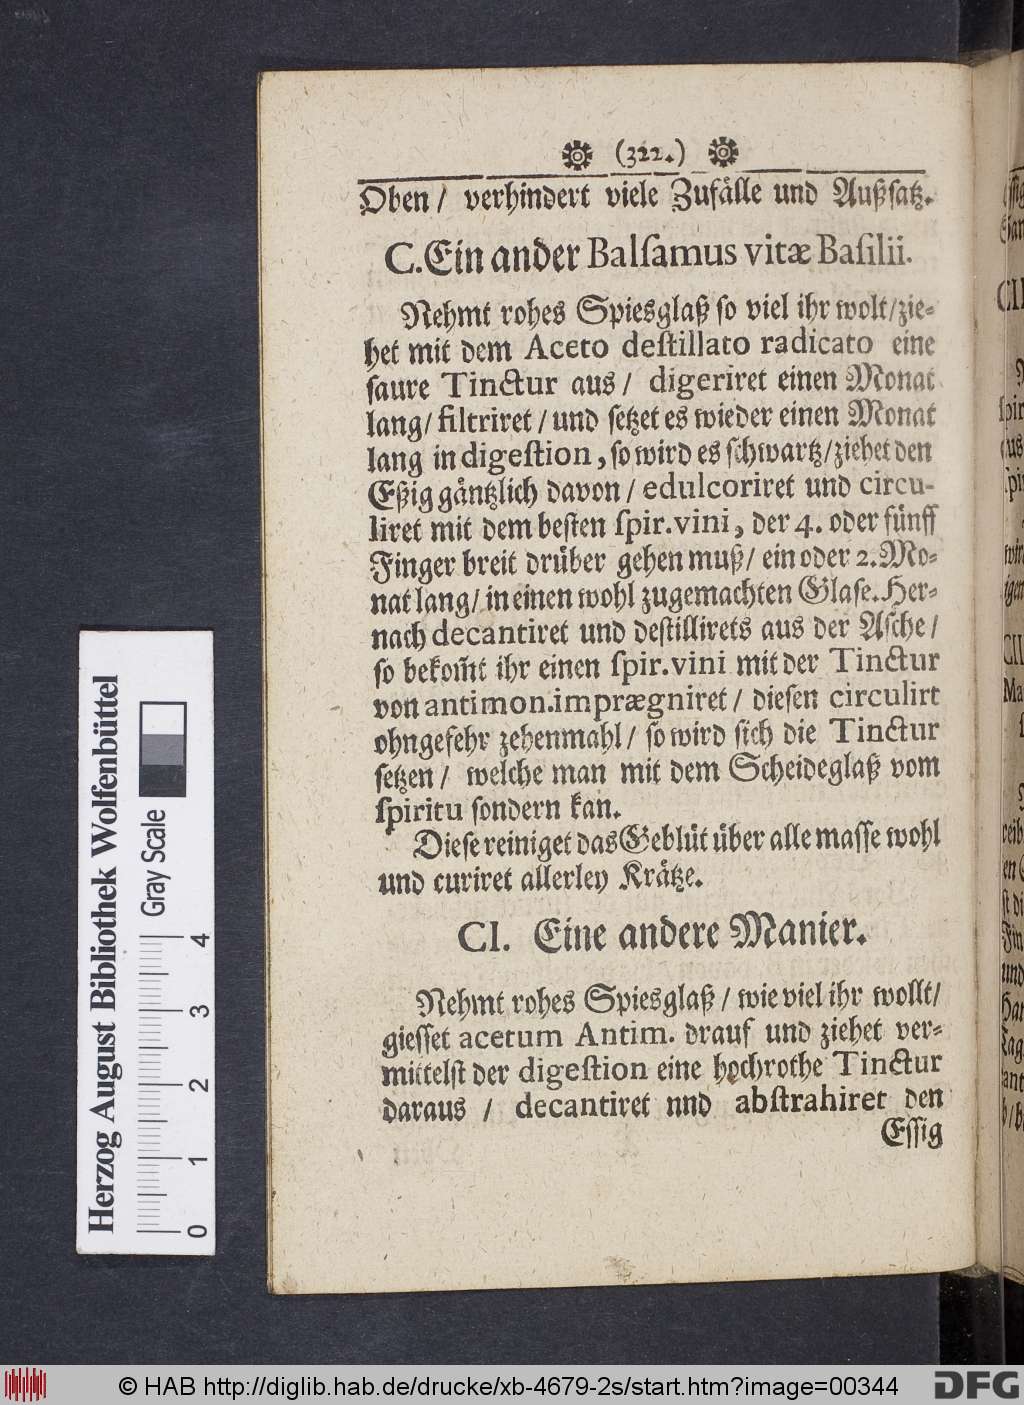 (322.)
Oben / verhindert viele Zufälle und Außsatz.
C. Ein ander Balsamus vitæ Basilii.
Nehmt rohes Spiesglaß so viel ihr wolt/zie-
het mit dem Aceto destillato radicato eine
saure Tinctur aus / digeriret einen Monat
lang/ filtriret / und setzet es wieder einen Monat
lang in digestion, so wird es schwartz/ziehet den
Eßig gäntzlich davon / edulcoriret und circu-
liret mit dem besten spir. vini, der 4. oder fünff
Finger breit drüber gehen muß/ ein oder 2. Mo-
nat lang/ in einen wohl zugemachten Glase. Her-
nach decantiret und destillirets aus der Asche /
so bekom̃t ihr einen spir. vini mit der Tinctur
von antimon. imprægniret / diesen circulirt
ohngefehr zehenmahl / so wird sich die Tinctur
setzen / welche man mit dem Scheideglaß vom
spiritu sondern kan.
Diese reiniget das Geblüt über alle masse wohl
und curiret allerley Krätze.
CI. Eine andere Manier.
Nehmt rohes Spiesglaß / wie viel ihr wollt/
giesset acetum Antim. drauf und ziehet ver-
mittelst der digestion eine hochrothe Tinctur
daraus / decantiret nnd abstrahiret den
Essig
Herzog August Bibliothek Wolfenbüttel
Gray Scale
0 1 2 3 4
© HAB http://diglib.hab.de/drucke/xb-4679-2s/start.htm?image=00344
DFG